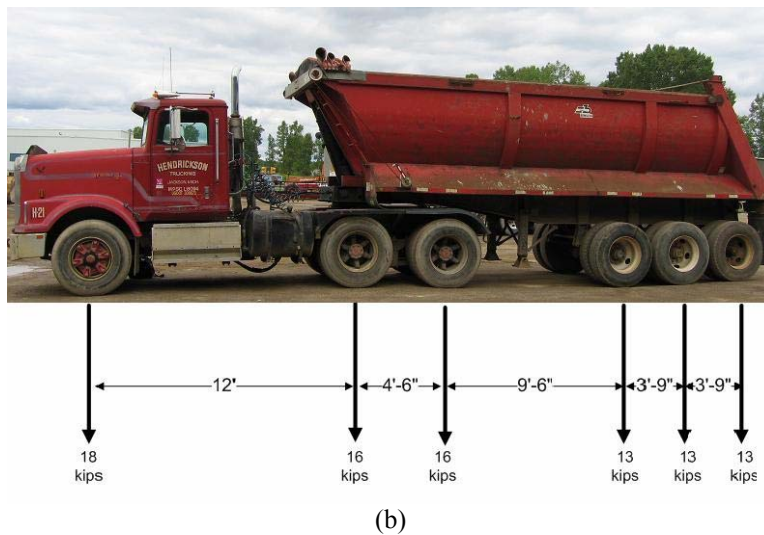 HENDRICKSON
TRUCKING
H-21
12'
4'-6"
9'-6"
3'-9"
3'-9"
18
kips
16
kips
16
kips
13
kips
13
kips
13
kips
(b)